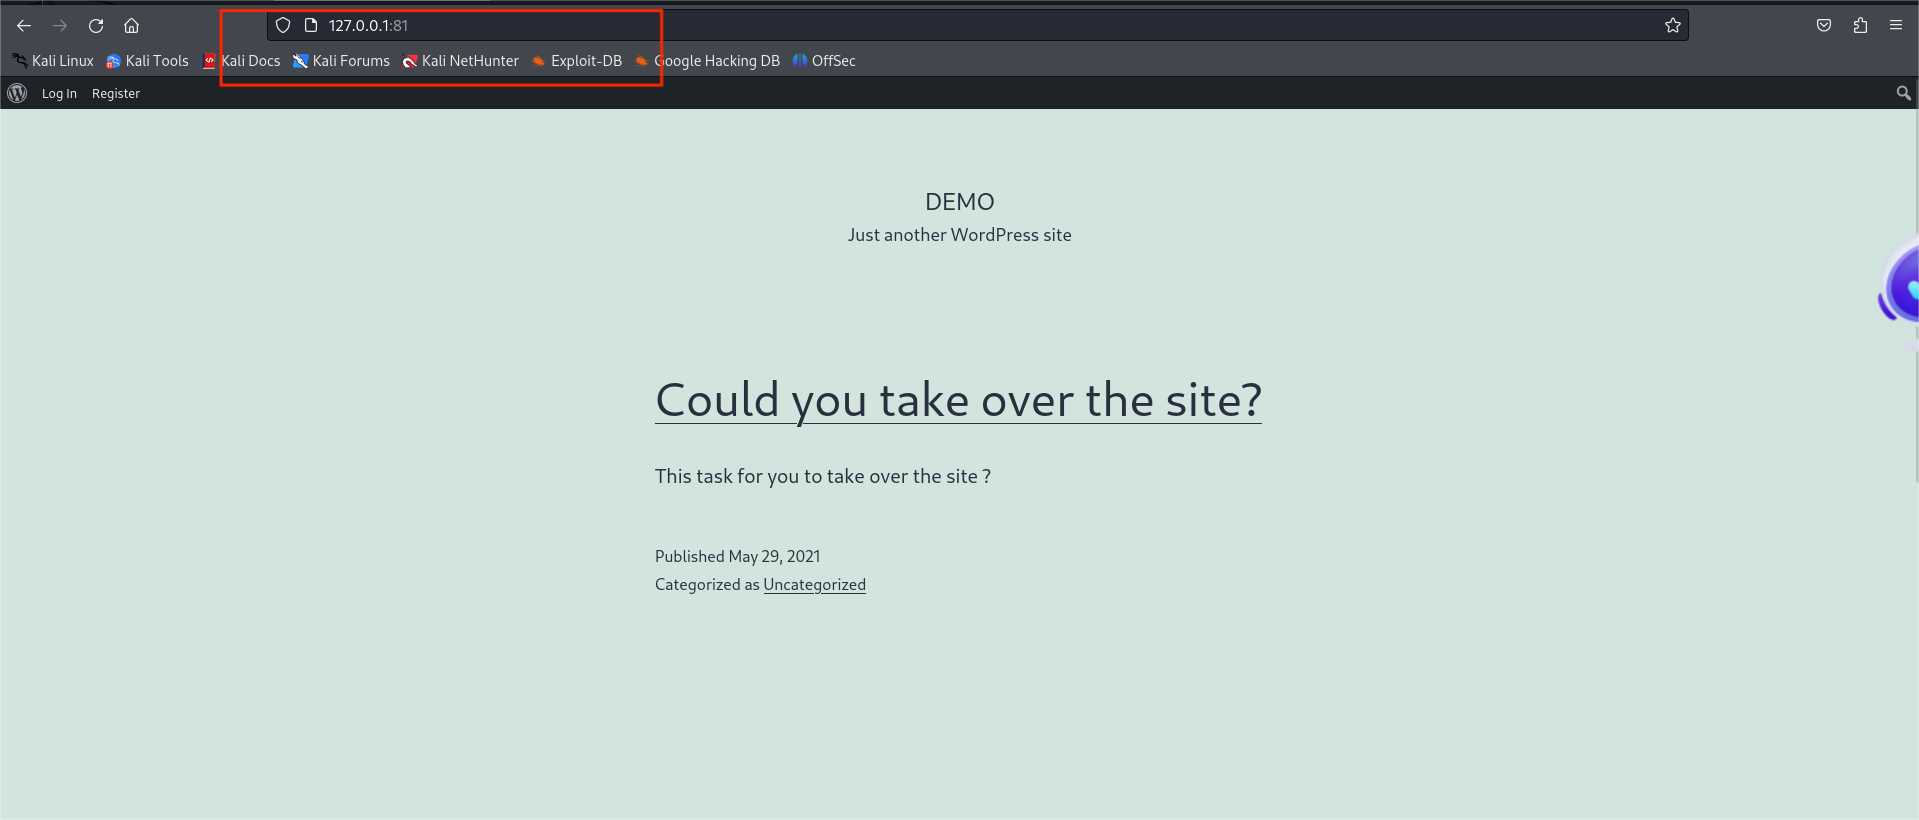 127.0.0.1:81
Kali Linux Kali Tools Kali Docs Kali Forums Kali NetHunter Exploit-DB Google Hacking DB OffSec
Log In Register
DEMO
Just another WordPress site
Could you take over the site?
This task for you to take over the site ?
Published May 29, 2021
Categorized as Uncategorized